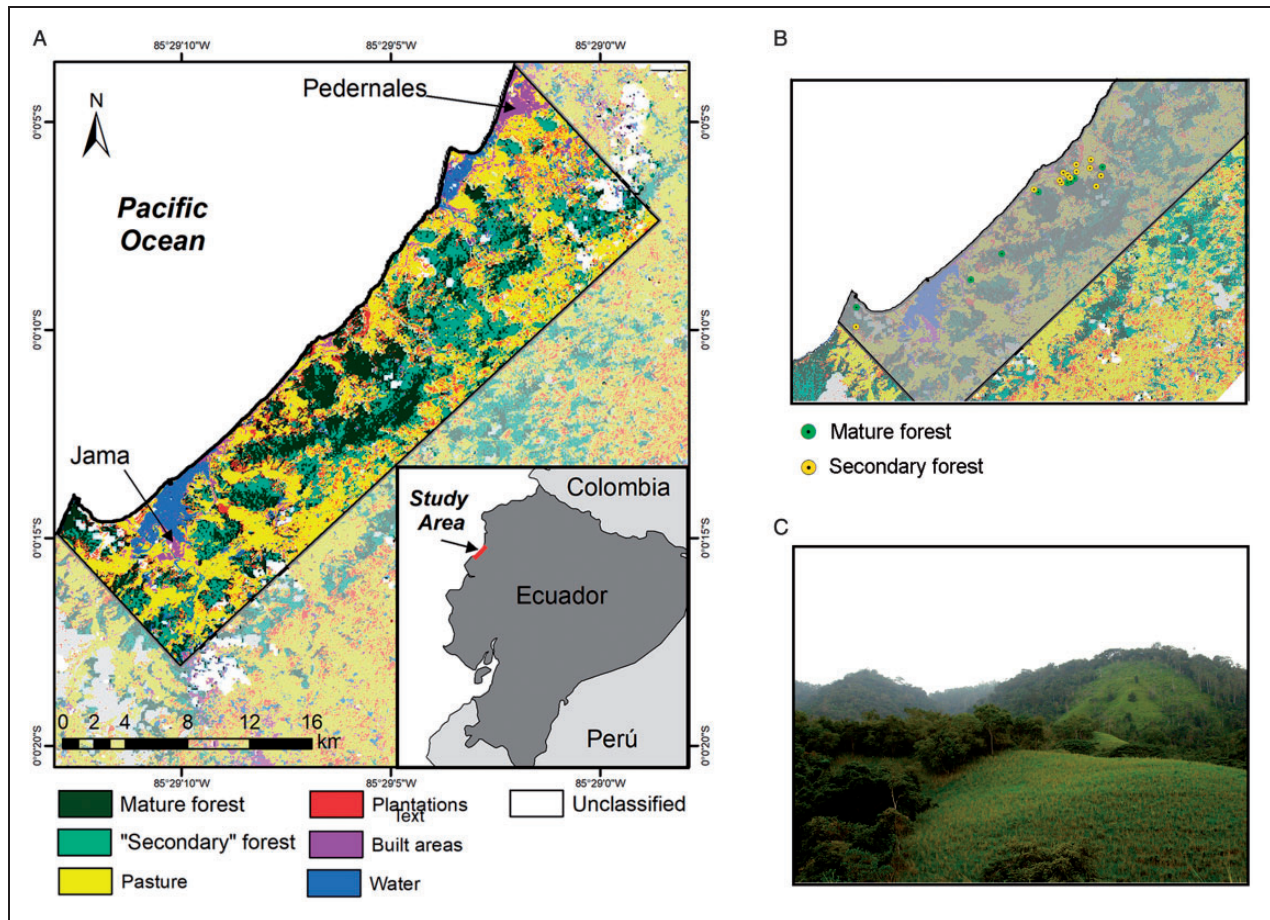 A
85°29'10"W
85°29'5"W
85°29'0"W
Pedernales
N
0°0'5"S
0°0'5"S
Pacific
Ocean
0°0'10"S
0°0'10"S
Jama
0°0'15"S
0°0'15"S
Study
Area
Colombia
Ecuador
Perú
0 2 4 8 12 16
km
0°0'20"S
0°0'20"S
85°29'10"W
85°29'5"W
85°29'0"W
Mature forest
"Secondary" forest
Pasture
Plantations
Text
Built areas
Water
Unclassified
B
Mature forest
Secondary forest
C